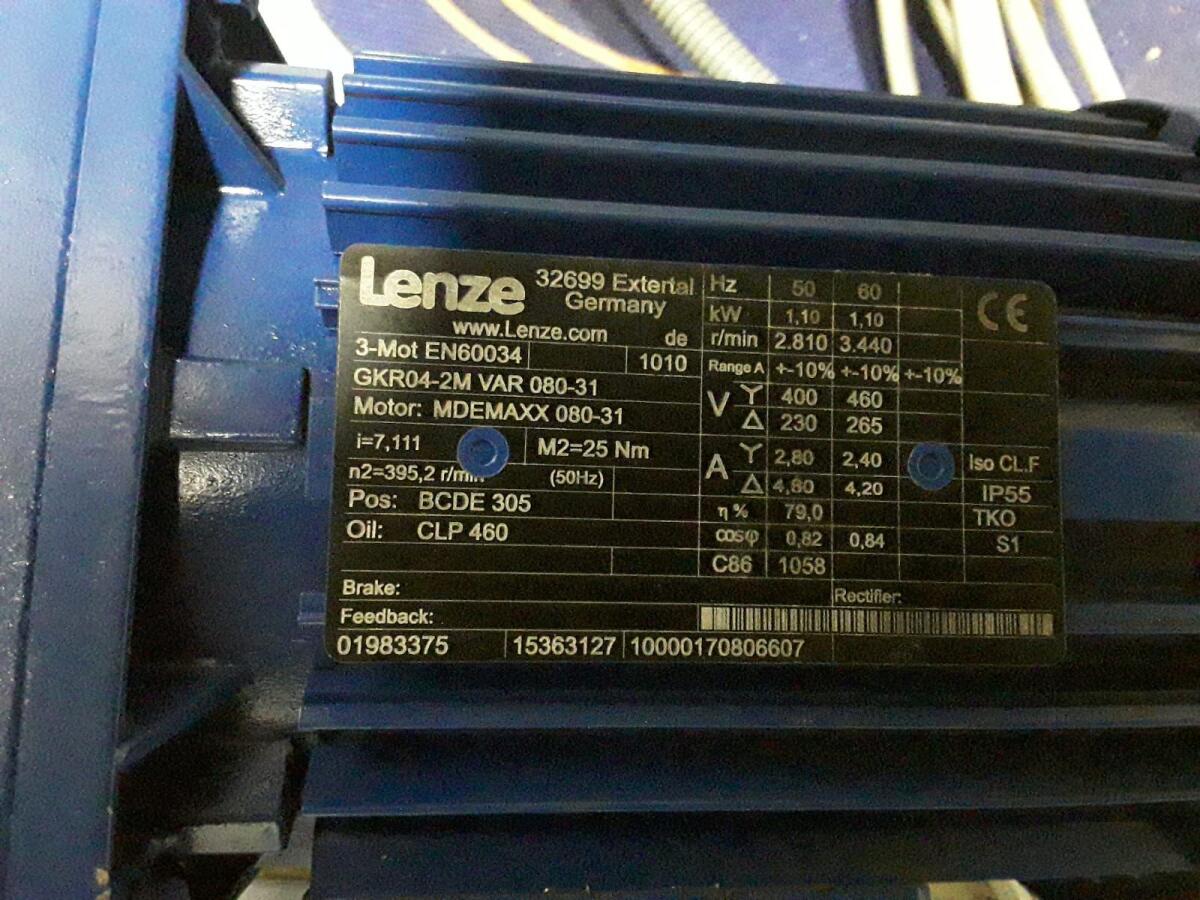 Lenze 32699 Extertal
Germany
www.Lenze.com de
3-Mot EN60034 1010
GKR04-2M VAR 080-31
Motor: MDEMAXX 080-31
i=7,111 M2=25 Nm
n2=395,2 r/min (50Hz)
Pos: BCDE 305
Oil: CLP 460
Hz 50 60
kW 1,10 1,10
r/min 2.810 3.440
Range A +-10% +-10% +-10%
V Y 400 460
Δ 230 265
A Y 2,80 2,40
Δ 4,80 4,20
η % 79,0
cosφ 0,82 0,84
C86 1058
CE
Iso CL.F
IP55
TKO
S1
Brake: Rectifier:
Feedback:
01983375 15363127 10000170806607